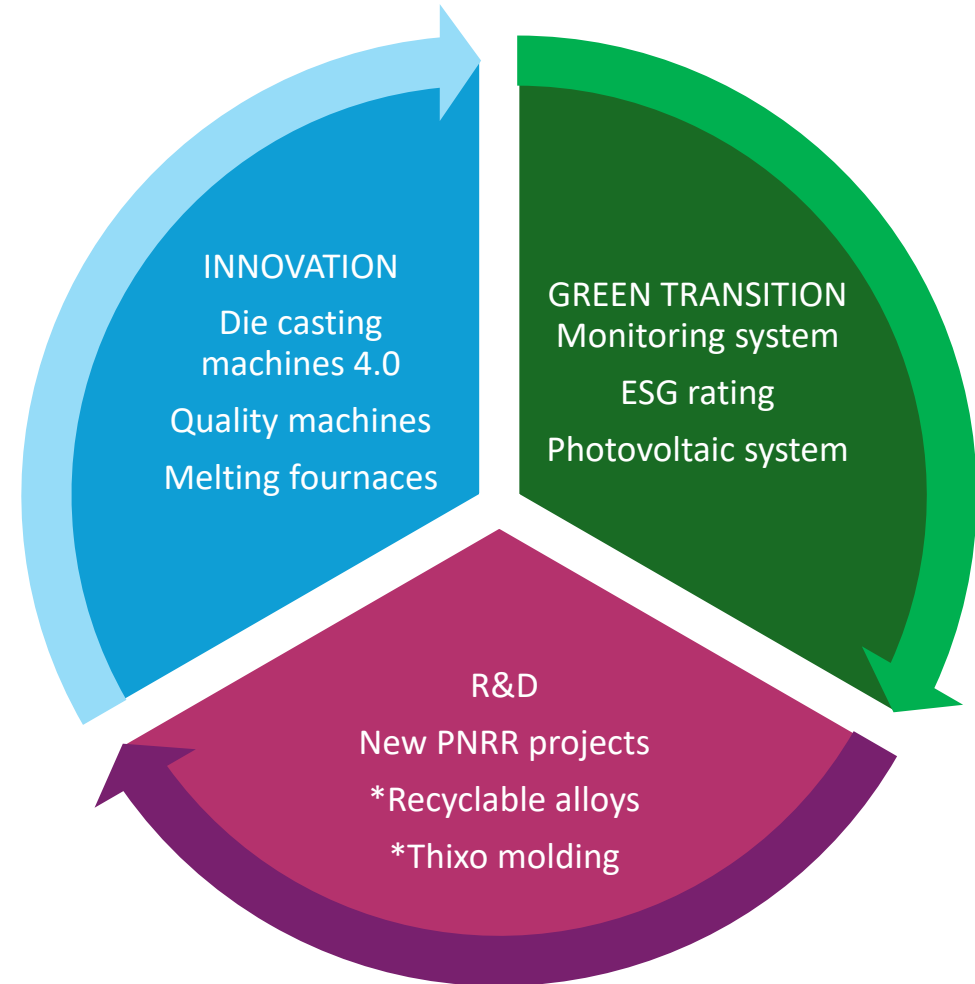 INNOVATION
Die casting
machines 4.0
Quality machines
Melting fournaces
GREEN TRANSITION
Monitoring system
ESG rating
Photovoltaic system
R&D
New PNRR projects
*Recyclable alloys
*Thixo molding